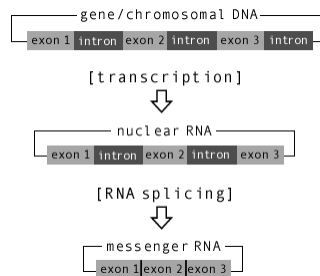 gene/chromosomal DNA
exon 1 intron exon 2 intron exon 3 intron
[transcription]
nuclear RNA
exon 1 intron exon 2 intron exon 3
[RNA splicing]
messenger RNA
exon 1 exon 2 exon 3